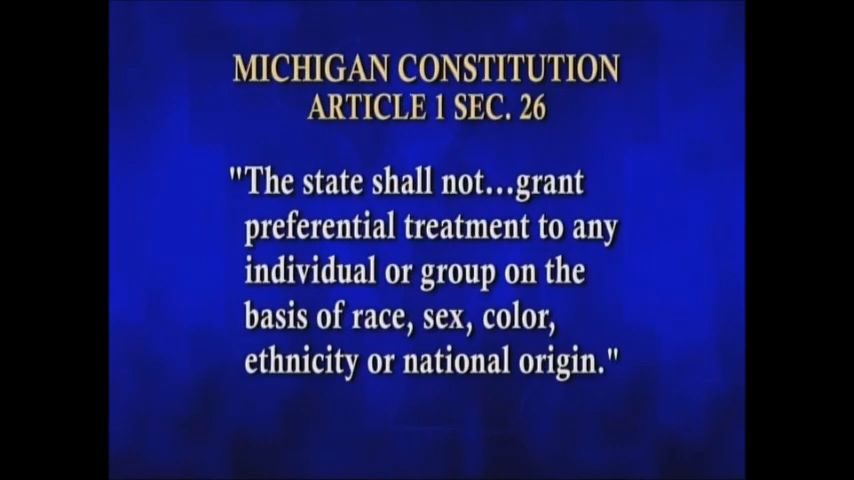 MICHIGAN CONSTITUTION
ARTICLE 1 SEC. 26
"The state shall not...grant
preferential treatment to any
individual or group on the
basis of race, sex, color,
ethnicity or national origin."